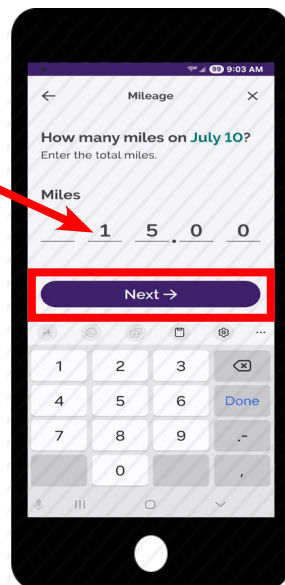 99 9:03 AM
Mileage
How many miles on July 10?
Enter the total miles.
Miles
1 5.0 0
Next →
1 2 3
4 5 6 Done
7 8 9 .-
0 ,